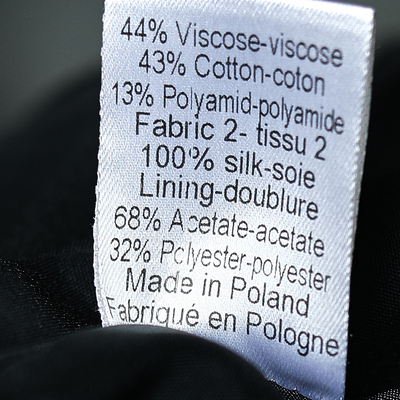 44% Viscose-viscose
43% Cotton-coton
13% Polyamid-polyamide
Fabric 2- tissu 2
100% silk-soie
Lining-doublure
68% Acetate-acetate
32% Polyester-polyester
Made in Poland
Fabriqué en Pologne